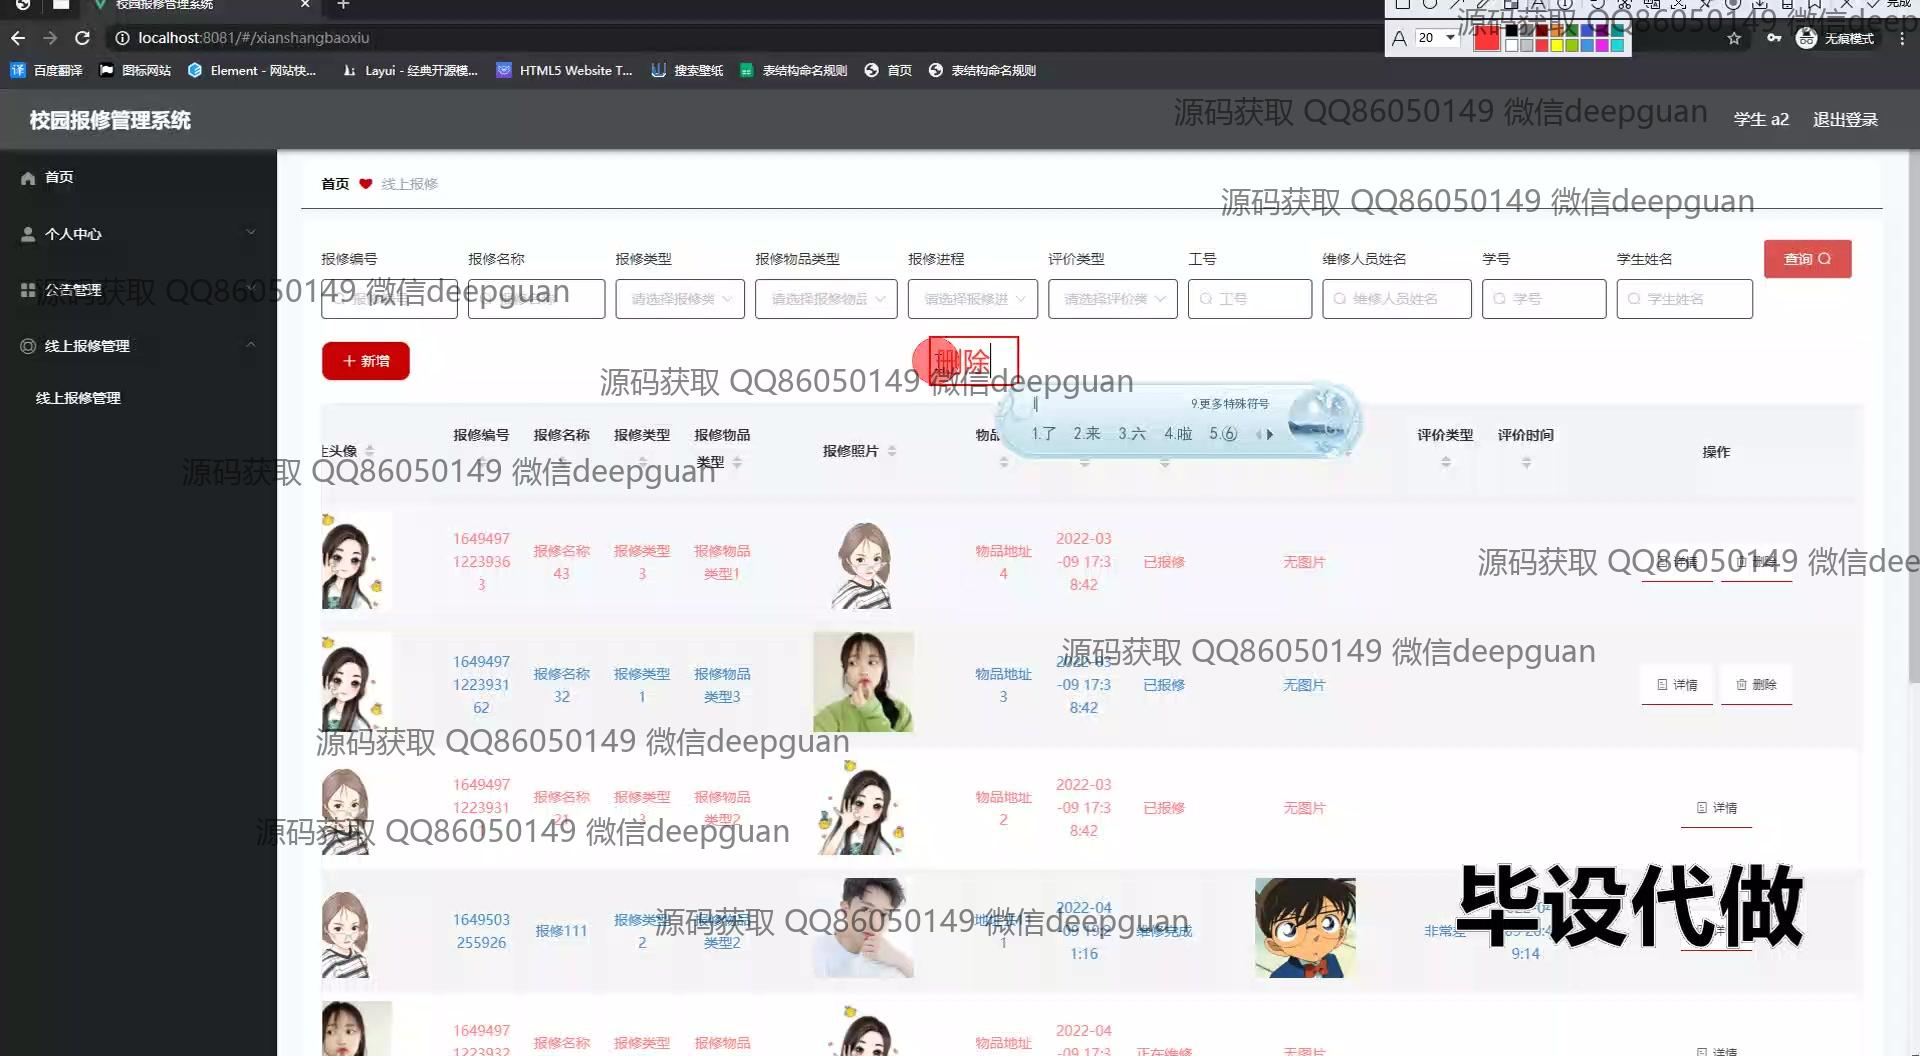 校园报修管理系统
完成
localhost:8081/#/xianshangbaoxiu
A 20
无痕模式
百度翻译 图标网站 Element - 网站快... Layui - 经典开源模... HTML5 Website T... 搜索壁纸 表结构命名规则 首页 表结构命名规则
源码获取 QQ86050149 微信deep
校园报修管理系统
源码获取 QQ86050149 微信deepguan
学生 a2 退出登录
首页
首页 线上报修
源码获取 QQ86050149 微信deepguan
个人中心
报修编号 报修名称 报修类型 报修物品类型 报修进程 评价类型 工号 维修人员姓名 学号 学生姓名 查询
公告管理
源码获取 QQ86050149 微信deepguan
请选择报修类 请选择报修物品 请选择报修进 请选择评价类 工号 维修人员姓名 学号 学生姓名
线上报修管理
新增
删除
源码获取 QQ86050149 微信deepguan
线上报修管理
9.更多特殊符号
1.了 2.来 3.六 4.啦 5.⑥
生头像 报修编号 报修名称 报修类型 报修物品类型 报修照片 物品 评价类型 评价时间 操作
源码获取 QQ86050149 微信deepguan
1649497
1223936
3
报修名称
43
报修类型
3
报修物品
类型1
物品地址
4
2022-03
-09 17:3
8:42
已报修
无图片
详情 删除
源码获取 QQ86050149 微信dee
1649497
1223931
62
报修名称
32
报修类型
1
报修物品
类型3
物品地址
3
2022-03
-09 17:3
8:42
已报修
无图片
详情 删除
源码获取 QQ86050149 微信deepguan
源码获取 QQ86050149 微信deepguan
1649497
1223931
报修名称
21
报修类型
3
报修物品
类型2
物品地址
2
2022-03
-09 17:3
8:42
已报修
无图片
详情
源码获取 QQ86050149 微信deepguan
1649503
255926
报修111
报修类型
2
报修物品
类型2
源码获取 QQ86050149 微信deepguan
1
2022-04
1:16
维修完成
非常差
9:14
毕设代做
1649497
1223932
报修名称
报修类型
报修物品
物品地址
2022-04
-09 17:3
正在维修
无图片
详情